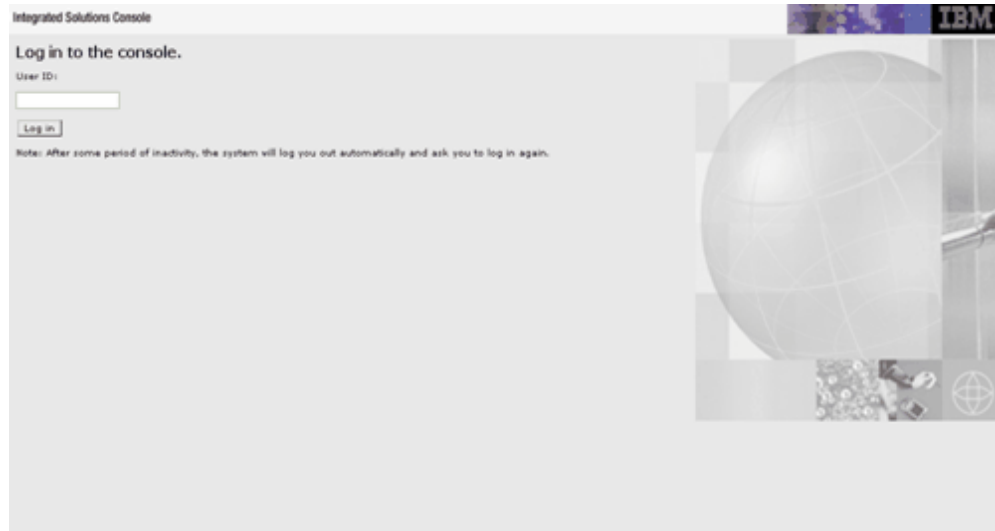 Integrated Solutions Console
IBM
Log in to the console.
User ID:
Log in
Note: After some period of inactivity, the system will log you out automatically and ask you to log in again.